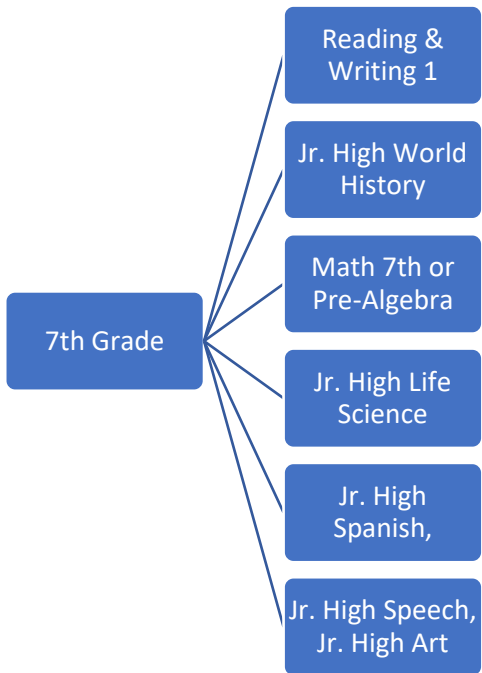 7th Grade
Reading &
Writing 1
Jr. High World
History
Math 7th or
Pre-Algebra
Jr. High Life
Science
Jr. High
Spanish,
Jr. High Speech,
Jr. High Art